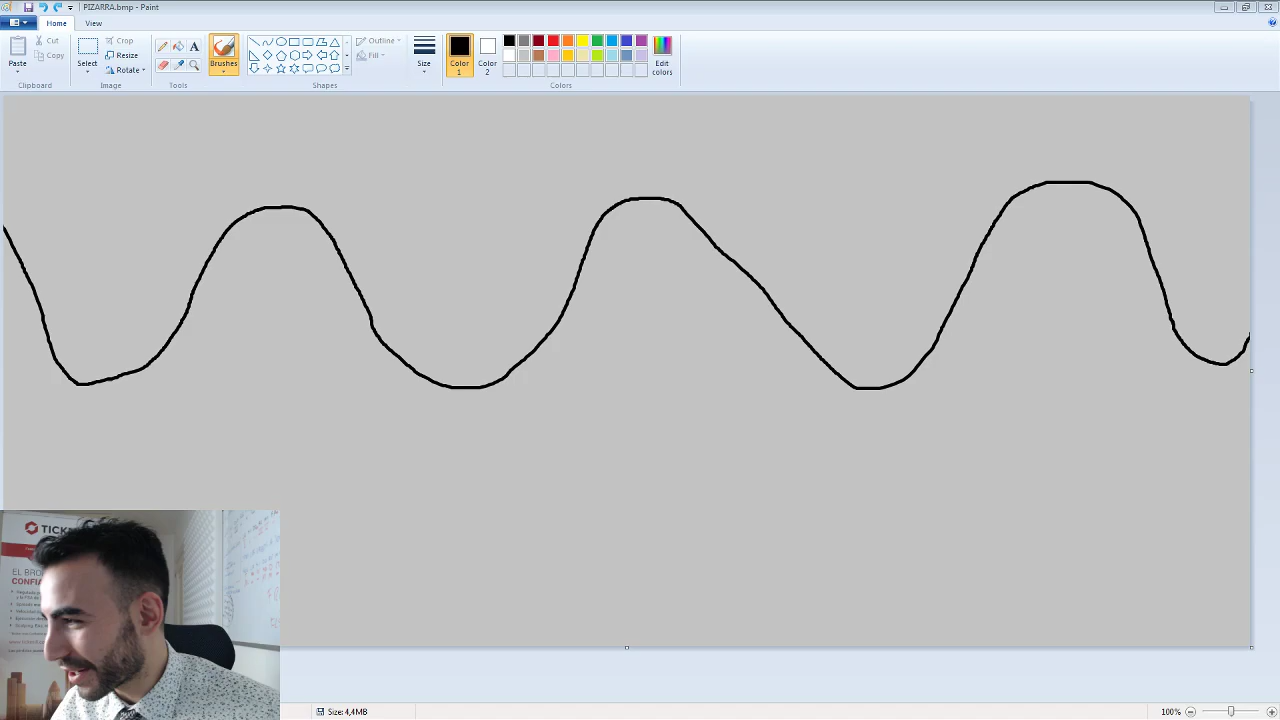 PIZARRA.bmp - Paint
Home View
Cut
Copy
Paste
Clipboard
Crop
Resize
Rotate
Select
Image
A
Tools
Brushes
Outline
Fill
Shapes
Size
Color 1
Color 2
Edit colors
Colors
TICK
EL BRO
CONFIA
Size: 4,4MB
100%